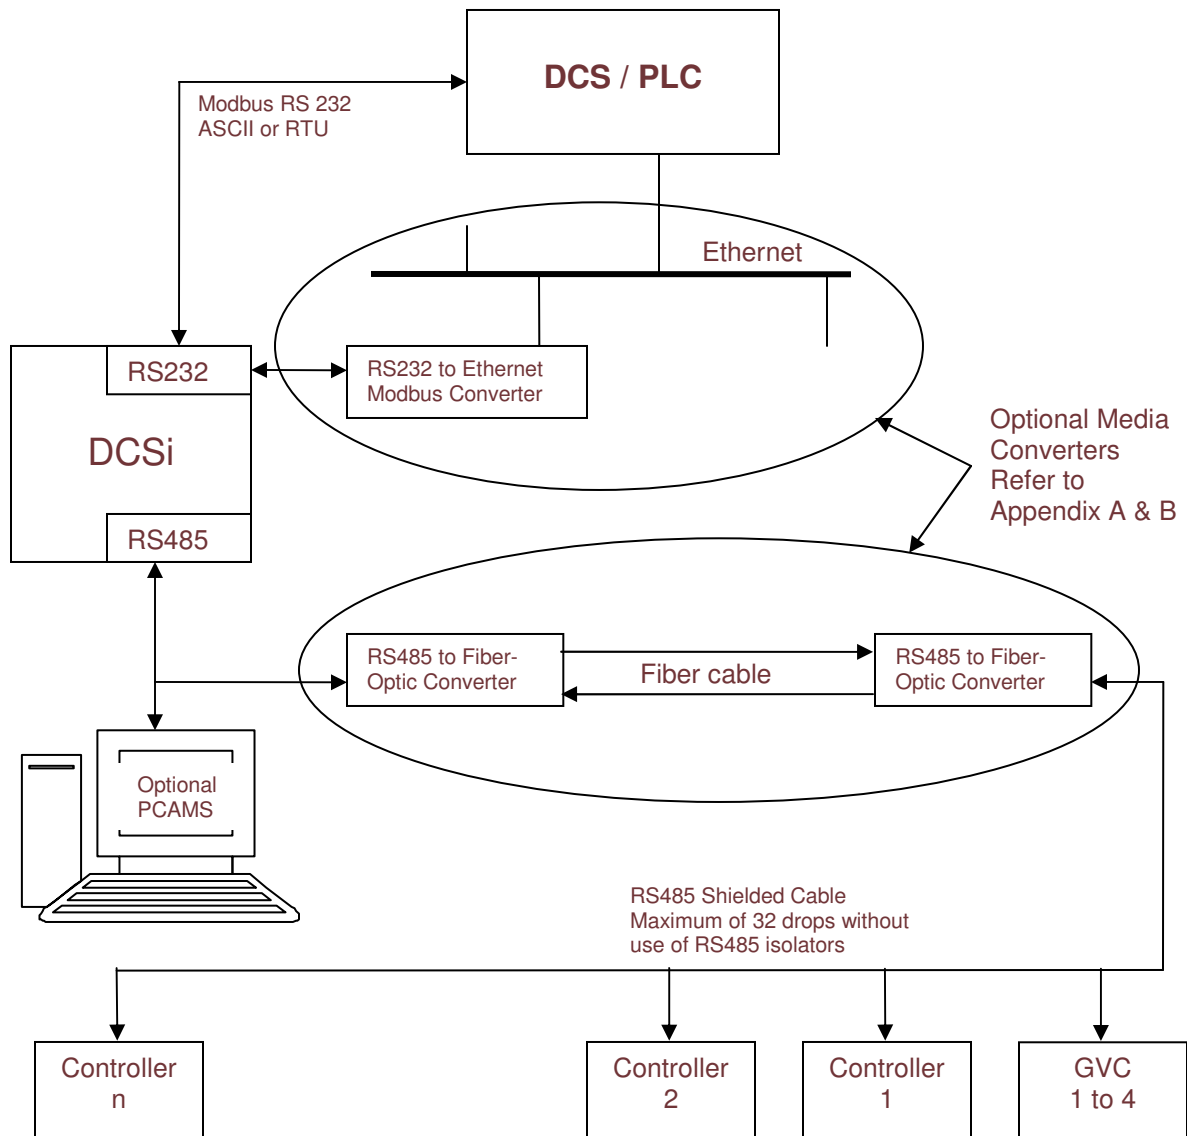 DCS / PLC
Modbus RS 232
ASCII or RTU
Ethernet
RS232
RS232 to Ethernet
Modbus Converter
DCSi
RS485
Optional Media
Converters
Refer to
Appendix A & B
RS485 to Fiber-
Optic Converter
Fiber cable
RS485 to Fiber-
Optic Converter
Optional
PCAMS
RS485 Shielded Cable
Maximum of 32 drops without
use of RS485 isolators
Controller
n
Controller
2
Controller
1
GVC
1 to 4